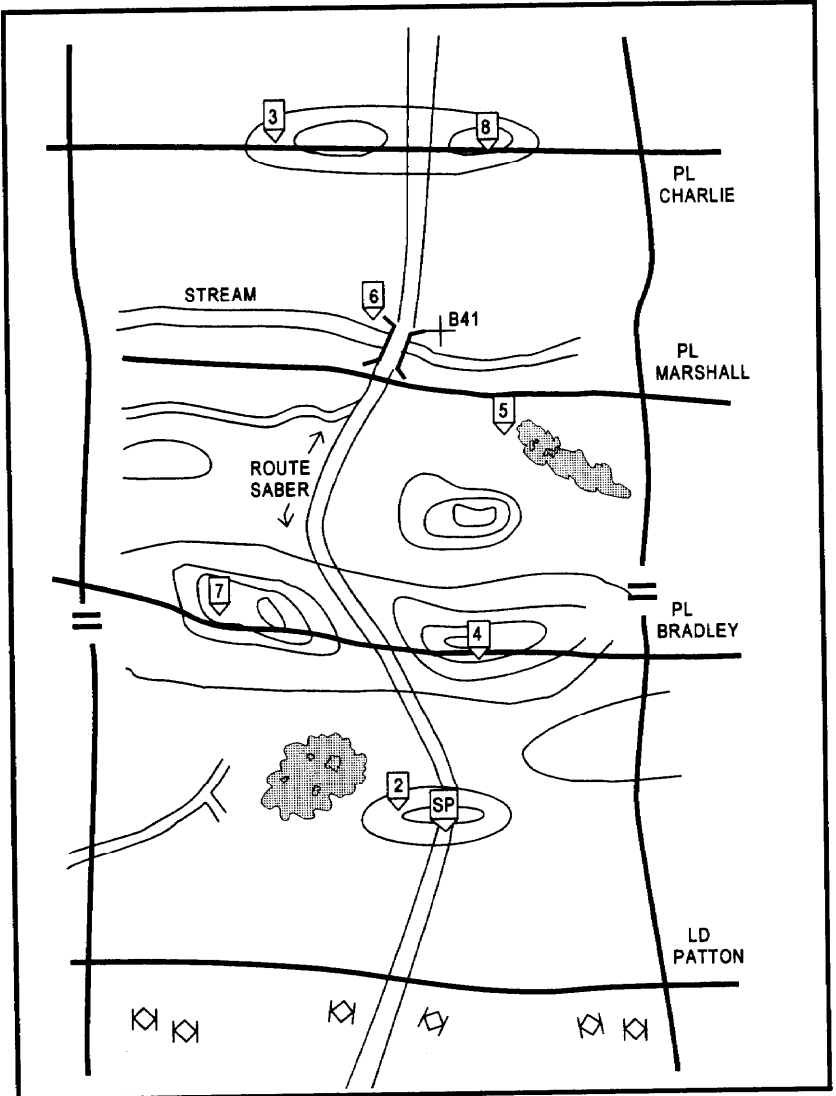 3
8
PL
CHARLIE
STREAM
6
B41
PL
MARSHALL
5
ROUTE
SABER
7
4
PL
BRADLEY
2
SP
LD
PATTON